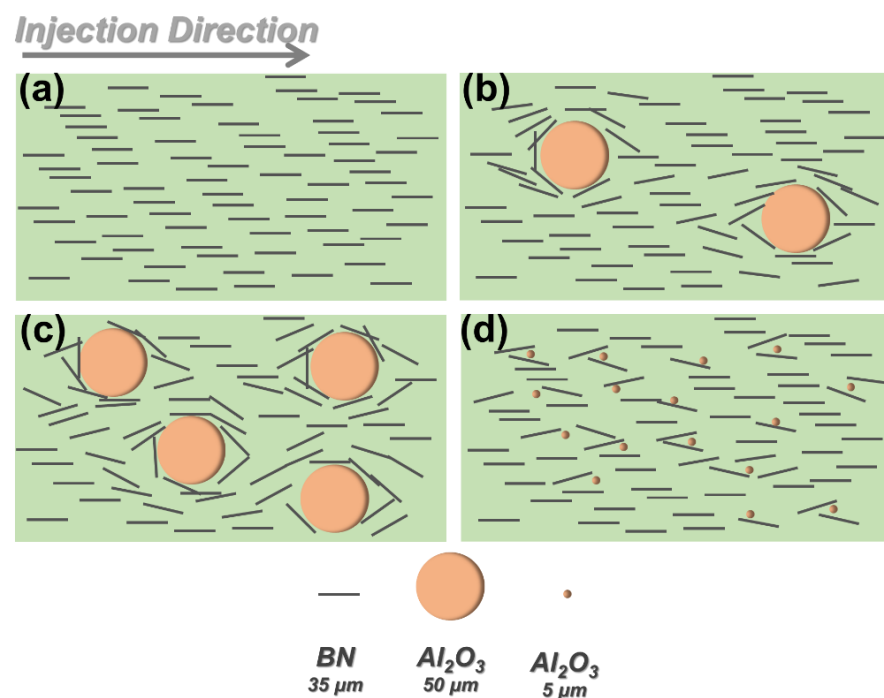 Injection Direction
(a)
(b)
(c)
(d)
BN
Al₂O₃
Al₂O₃
35 μm
50 μm
5 μm